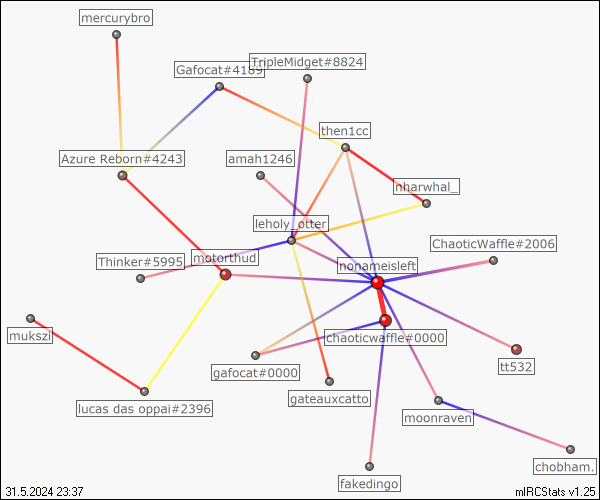 mercurybro
TripleMidget#8824
Gafocat#4189
then1cc
Azure Reborn#4243
amah1246
nharwhal_
leholy_otter
ChaoticWaffle#2006
motorthud
Thinker#5995
nonameisleft
mukszi
chaoticwaffle#0000
tt532
gafocat#0000
gateauxcatto
lucas das oppai#2396
moonraven
chobham.
fakedingo
31.5.2024 23:37
mIRCStats v1.25